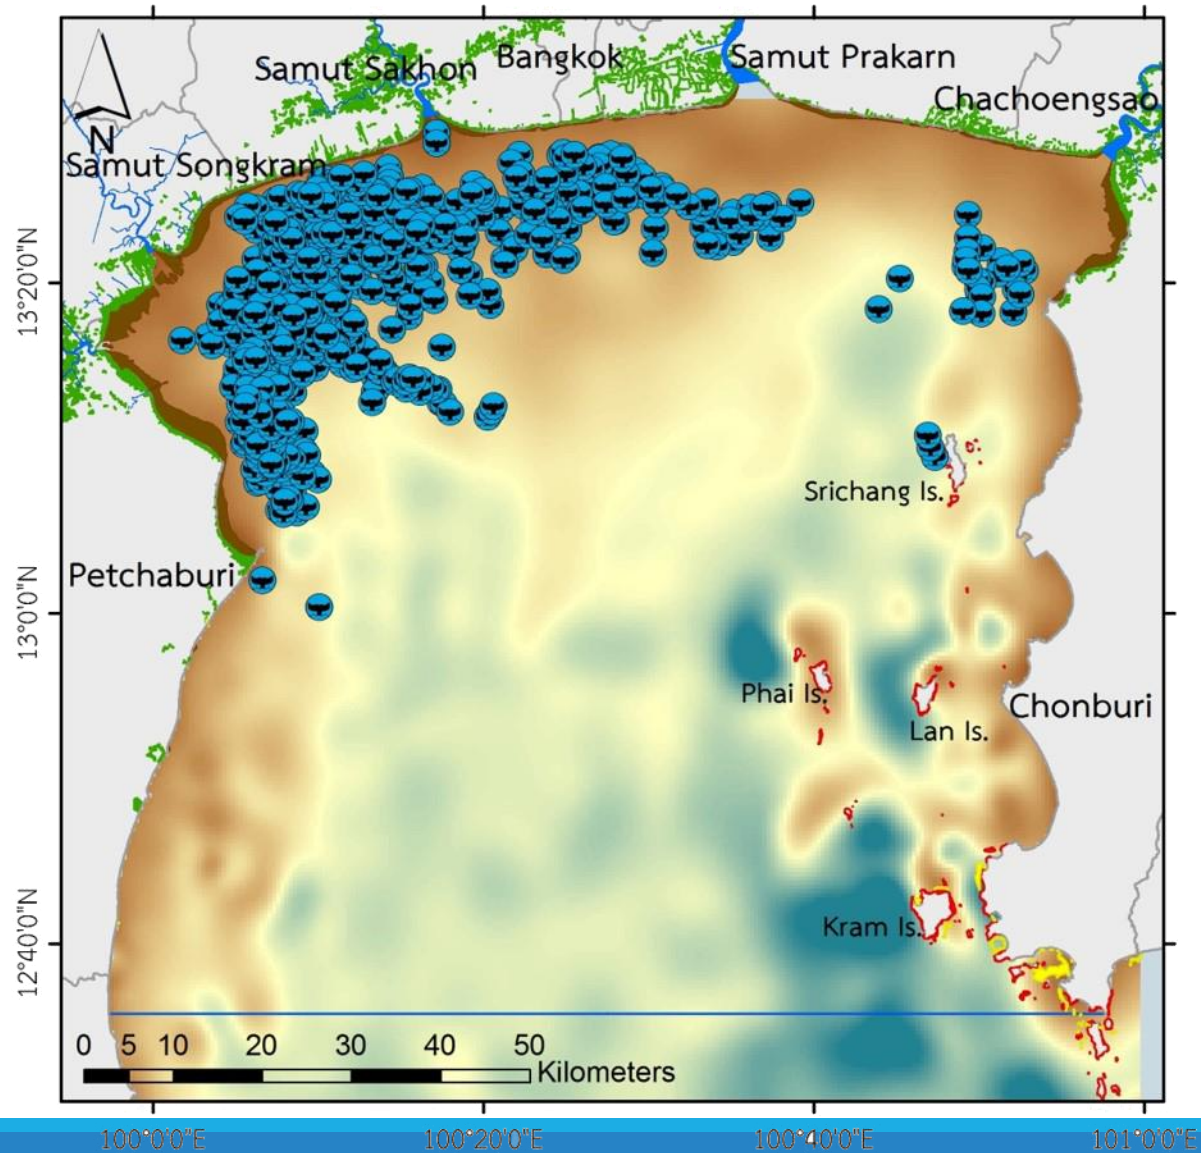 Bangkok
Samut Prakarn
Samut Sakhon
Chachoengsao
N
Samut Songkram
13°20'0"N
Srichang Is.
Petchaburi
13°0'0"N
Phai Is.
Chonburi
Lan Is.
Kram Is.
12°40'0"N
0 5 10 20 30 40 50
Kilometers
100°0'0"E 100°20'0"E 100°40'0"E 101°0'0"E